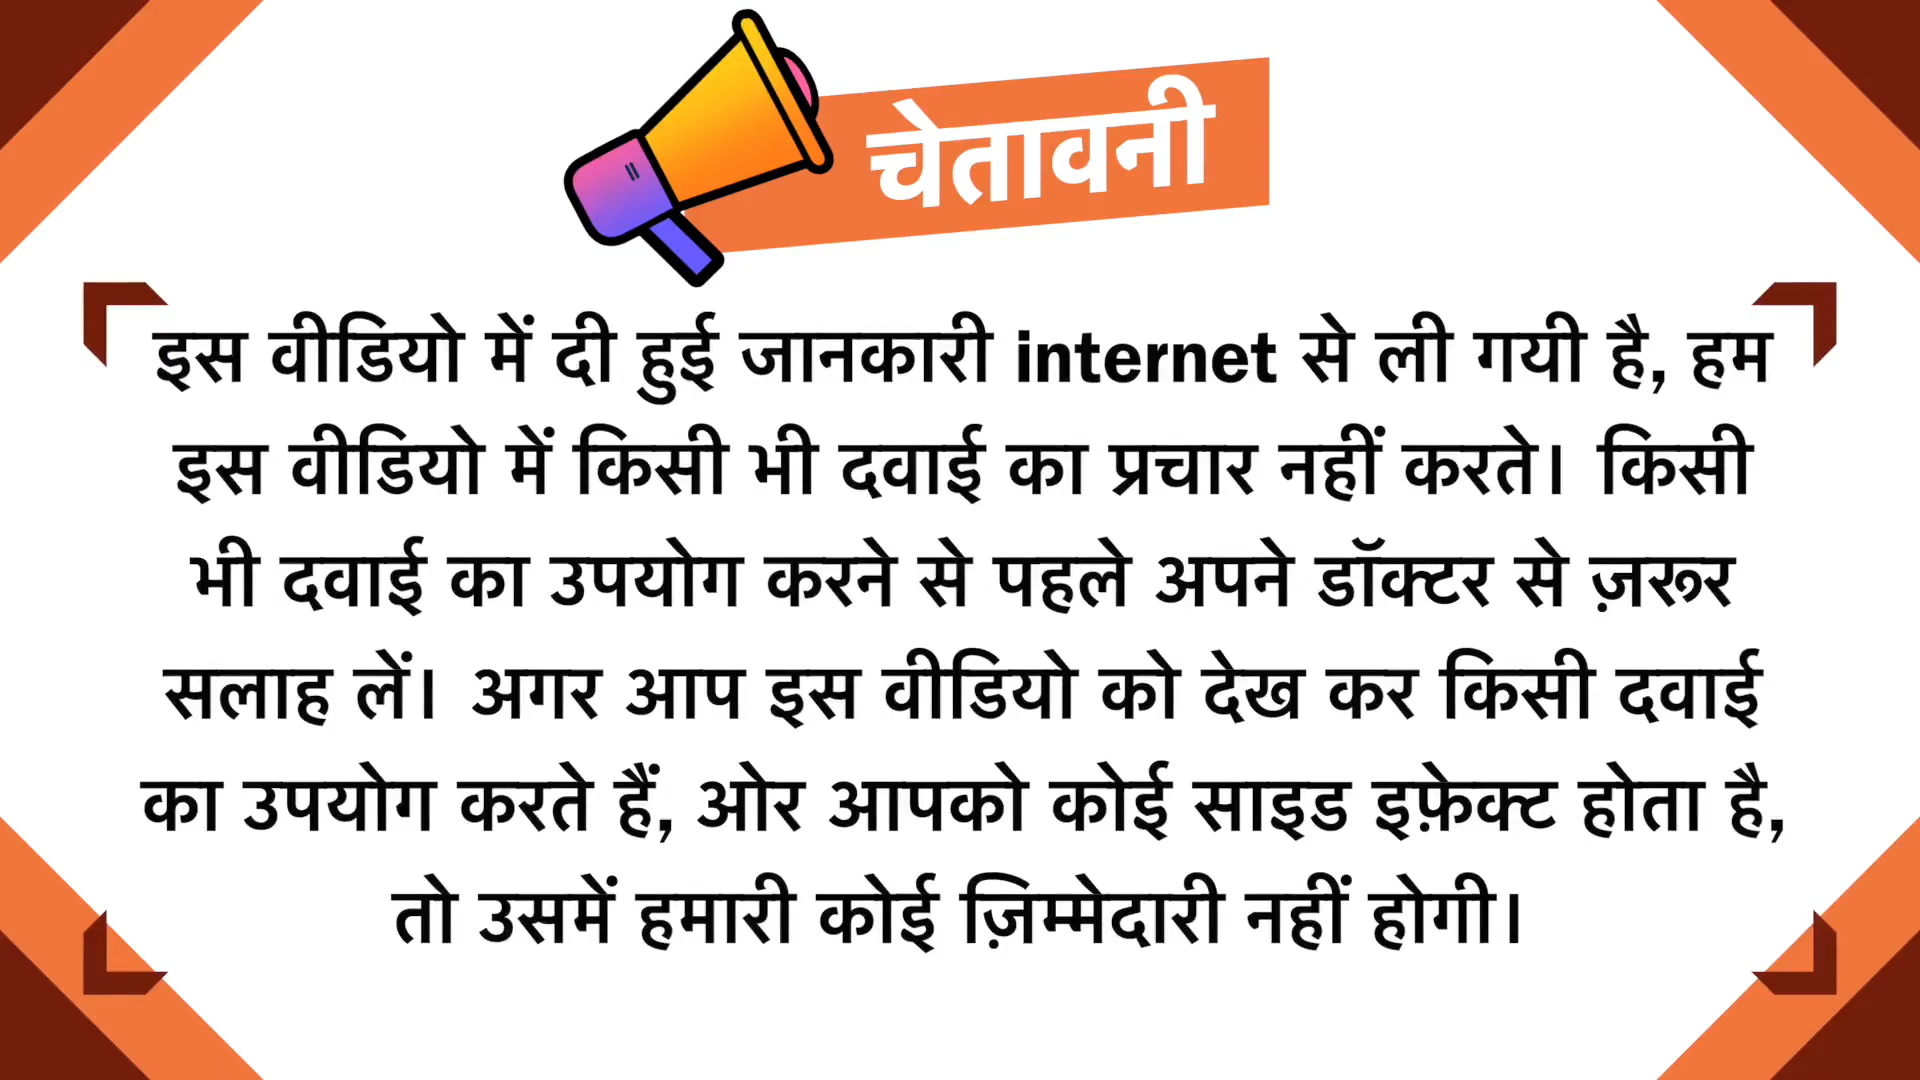 चेतावनी
इस वीडियो में दी हुई जानकारी internet से ली गयी है, हम
इस वीडियो में किसी भी दवाई का प्रचार नहीं करते। किसी
भी दवाई का उपयोग करने से पहले अपने डॉक्टर से ज़रूर
सलाह लें। अगर आप इस वीडियो को देख कर किसी दवाई
का उपयोग करते हैं, ओर आपको कोई साइड इफ़ेक्ट होता है,
तो उसमें हमारी कोई ज़िम्मेदारी नहीं होगी।